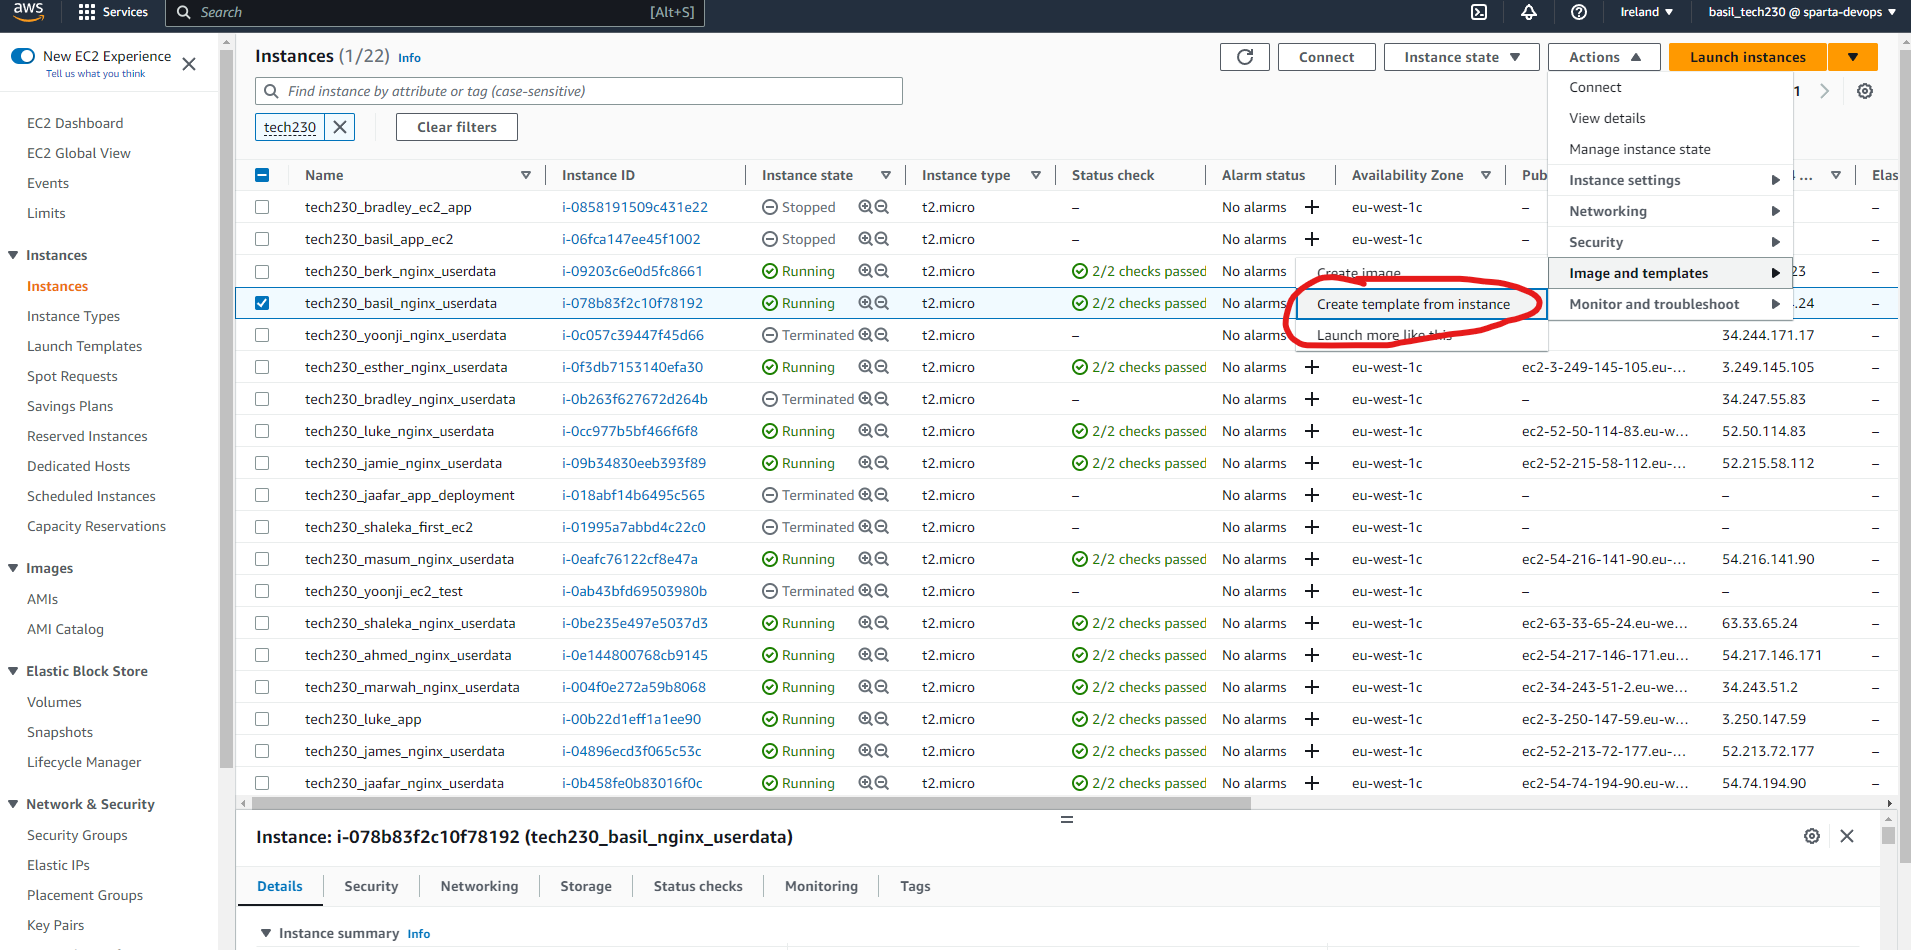 aws Services Search [Alt+S] Ireland ▼ basil_tech230 @ sparta-devops ▼
New EC2 Experience
Tell us what you think
EC2 Dashboard
EC2 Global View
Events
Limits
Instances
Instances
Instance Types
Launch Templates
Spot Requests
Savings Plans
Reserved Instances
Dedicated Hosts
Scheduled Instances
Capacity Reservations
Images
AMIs
AMI Catalog
Elastic Block Store
Volumes
Snapshots
Lifecycle Manager
Network & Security
Security Groups
Elastic IPs
Placement Groups
Key Pairs
Instances (1/22) Info
Connect Instance state ▼ Actions ▲ Launch instances ▼
Find instance by attribute or tag (case-sensitive)
1
tech230 Clear filters
Connect
View details
Manage instance state
Instance settings
Networking
Security
Image and templates
Monitor and troubleshoot
Create image
Create template from instance
Launch more like this
Name Instance ID Instance state Instance type Status check Alarm status Availability Zone Pub 4 ... Elas
tech230_bradley_ec2_app i-0858191509c431e22 Stopped t2.micro – No alarms + eu-west-1c – –
tech230_basil_app_ec2 i-06fca147ee45f1002 Stopped t2.micro – No alarms + eu-west-1c – –
tech230_berk_nginx_userdata i-09203c6e0d5fc8661 Running t2.micro 2/2 checks passed No alarms 23 –
tech230_basil_nginx_userdata i-078b83f2c10f78192 Running t2.micro 2/2 checks passed No alarms .24 –
tech230_yoonji_nginx_userdata i-0c057c39447f45d66 Terminated t2.micro – No alarms 34.244.171.17 –
tech230_esther_nginx_userdata i-0f3db7153140efa30 Running t2.micro 2/2 checks passed No alarms + eu-west-1c ec2-3-249-145-105.eu-... 3.249.145.105 –
tech230_bradley_nginx_userdata i-0b263f627672d264b Terminated t2.micro – No alarms + eu-west-1c – 34.247.55.83 –
tech230_luke_nginx_userdata i-0cc977b5bf466f6f8 Running t2.micro 2/2 checks passed No alarms + eu-west-1c ec2-52-50-114-83.eu-w... 52.50.114.83 –
tech230_jamie_nginx_userdata i-09b34830eeb393f89 Running t2.micro 2/2 checks passed No alarms + eu-west-1c ec2-52-215-58-112.eu-... 52.215.58.112 –
tech230_jaafar_app_deployment i-018abf14b6495c565 Terminated t2.micro – No alarms + eu-west-1c – – –
tech230_shaleka_first_ec2 i-01995a7abbd4c22c0 Terminated t2.micro – No alarms + eu-west-1c – – –
tech230_masum_nginx_userdata i-0eafc76122cf8e47a Running t2.micro 2/2 checks passed No alarms + eu-west-1c ec2-54-216-141-90.eu-... 54.216.141.90 –
tech230_yoonji_ec2_test i-0ab43bfd69503980b Terminated t2.micro – No alarms + eu-west-1c – – –
tech230_shaleka_nginx_userdata i-0be235e497e5037d3 Running t2.micro 2/2 checks passed No alarms + eu-west-1c ec2-63-33-65-24.eu-we... 63.33.65.24 –
tech230_ahmed_nginx_userdata i-0e144800768cb9145 Running t2.micro 2/2 checks passed No alarms + eu-west-1c ec2-54-217-146-171.eu... 54.217.146.171 –
tech230_marwah_nginx_userdata i-004f0e272a59b8068 Running t2.micro 2/2 checks passed No alarms + eu-west-1c ec2-34-243-51-2.eu-we... 34.243.51.2 –
tech230_luke_app i-00b22d1eff1a1ee90 Running t2.micro 2/2 checks passed No alarms + eu-west-1c ec2-3-250-147-59.eu-w... 3.250.147.59 –
tech230_james_nginx_userdata i-04896ecd3f065c53c Running t2.micro 2/2 checks passed No alarms + eu-west-1c ec2-52-213-72-177.eu-... 52.213.72.177 –
tech230_jaafar_nginx_userdata i-0b458fe0b83016f0c Running t2.micro 2/2 checks passed No alarms + eu-west-1c ec2-54-74-194-90.eu-w... 54.74.194.90 –
Instance: i-078b83f2c10f78192 (tech230_basil_nginx_userdata)
Details Security Networking Storage Status checks Monitoring Tags
Instance summary Info